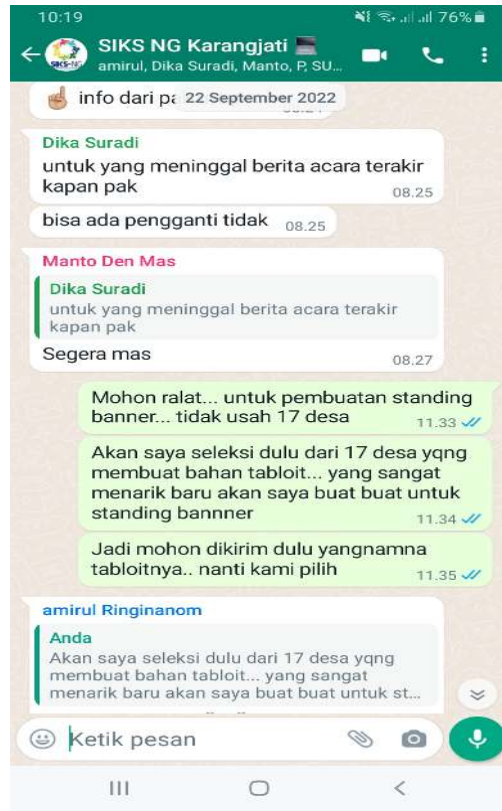 10:19
76%
SIKS NG Karangjati
amirul, Dika Suradi, Manto, P, SU...
info dari pa
22 September 2022
Dika Suradi
untuk yang meninggal berita acara terakir
kapan pak
08.25
bisa ada pengganti tidak 08.25
Manto Den Mas
Dika Suradi
untuk yang meninggal berita acara terakir
kapan pak
Segera mas
08.27
Mohon ralat... untuk pembuatan standing
banner... tidak usah 17 desa
11.33
Akan saya seleksi dulu dari 17 desa yqng
membuat bahan tabloit... yang sangat
menarik baru akan saya buat buat untuk
standing bannner
11.34
Jadi mohon dikirim dulu yangnamna
tabloitnya.. nanti kami pilih
11.35
amirul Ringinanom
Anda
Akan saya seleksi dulu dari 17 desa yqng
membuat bahan tabloit... yang sangat
menarik baru akan saya buat buat untuk st...
Ketik pesan